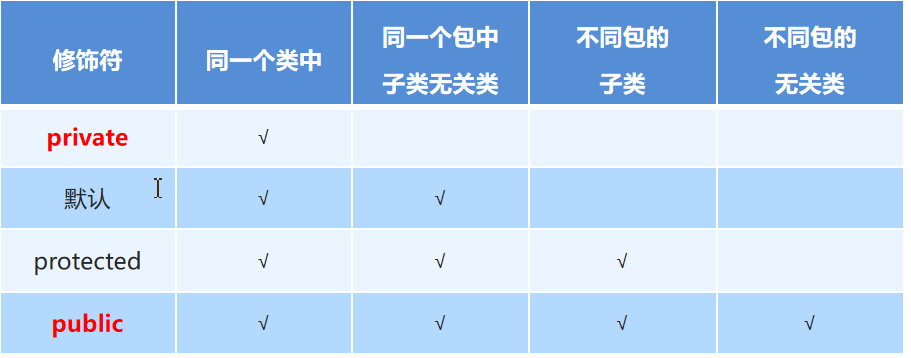 修饰符 同一个类中 同一个包中 不同包的 不同包的
子类无关类 子类 无关类
private √
默认 √ √
protected √ √ √
public √ √ √ √